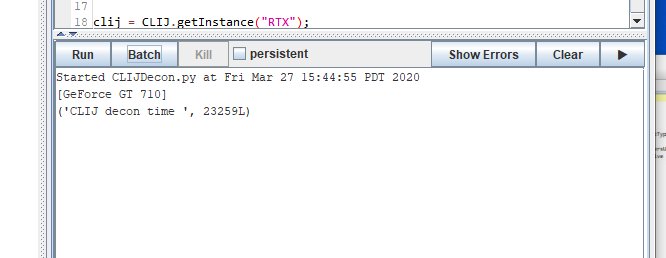 17
18 clij = CLIJ.getInstance("RTX");
Run Batch Kill persistent Show Errors Clear
Started CLIJDecon.py at Fri Mar 27 15:44:55 PDT 2020
[GeForce GT 710]
('CLIJ decon time ', 23259L)